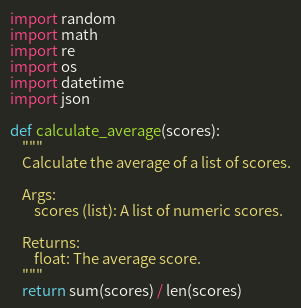 import random
import math
import re
import os
import datetime
import json

def calculate_average(scores):
    """
    Calculate the average of a list of scores.

    Args:
        scores (list): A list of numeric scores.

    Returns:
        float: The average score.
    """
    return sum(scores) / len(scores)